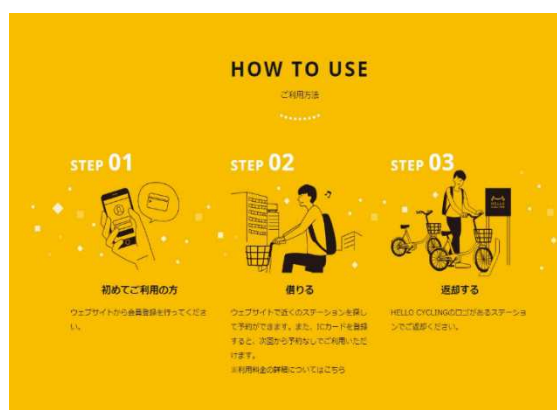 HOW TO USE
ご利用方法
STEP 01
STEP 02
STEP 03
初めてご利用の方
借りる
返却する
ウェブサイトから会員登録を行ってくださ
い。
ウェブサイトで近くのステーションを探し
て予約ができます。また、ICカードを登録
すると、次回から予約なしでご利用いただ
けます。
※利用料金の詳細についてはこちら
HELLO CYCLINGのロゴがあるステーショ
ンでご返却ください。
HELLO
CYCLING